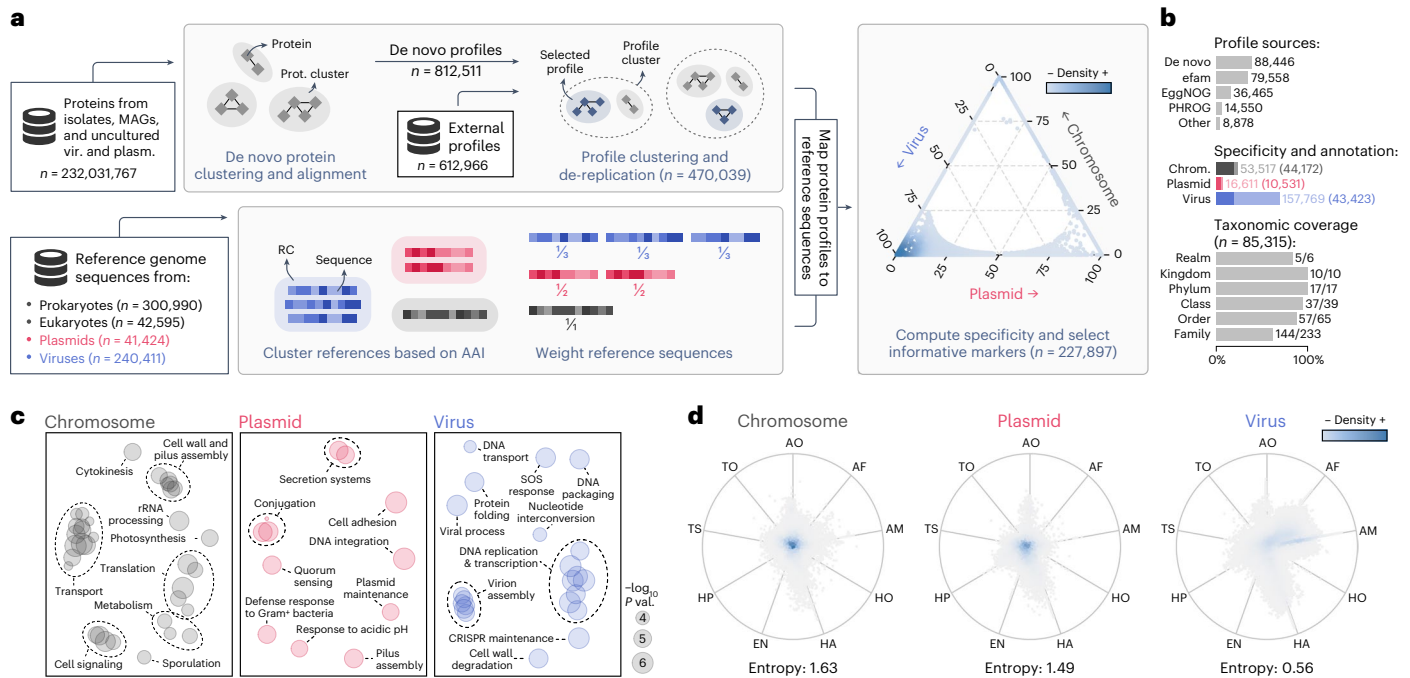 a
Proteins from
isolates, MAGs,
and uncultured
vir. and plasm.
n = 232,031,767
Protein
Prot. cluster
De novo protein
clustering and alignment
De novo profiles
n = 812,511
External
profiles
n = 612,966
Selected
profile
Profile
cluster
Profile clustering and
de-replication (n = 470,039)
Reference genome
sequences from:
• Prokaryotes (n = 300,990)
• Eukaryotes (n = 42,595)
• Plasmids (n = 41,424)
• Viruses (n = 240,411)
RC
Sequence
Cluster references based on AAI
⅓ ⅓ ⅓
½ ½
¹⁄₁
Weight reference sequences
Map protein profiles to
reference sequences
− Density +
0
25
50
75
100
← Virus
100
75
50
25
0
← Chromosome
0
25
50
75
100
Plasmid →
Compute specificity and select
informative markers (n = 227,897)
b
Profile sources:
De novo 88,446
efam 79,558
EggNOG 36,465
PHROG 14,550
Other 8,878
Specificity and annotation:
Chrom. 53,517 (44,172)
Plasmid 16,611 (10,531)
Virus 157,769 (43,423)
Taxonomic coverage
(n = 85,315):
Realm 5/6
Kingdom 10/10
Phylum 17/17
Class 37/39
Order 57/65
Family 144/233
0% 100%
c
Chromosome
Cytokinesis
Cell wall and
pilus assembly
rRNA
processing
Photosynthesis
Translation
Transport
Metabolism
Cell signaling
Sporulation
Plasmid
Secretion systems
Conjugation
Cell adhesion
DNA integration
Quorum
sensing
Plasmid
maintenance
Defense response
to Gram⁺ bacteria
Response to acidic pH
Pilus
assembly
Virus
DNA
transport
SOS
response
DNA
packaging
Protein
folding
Nucleotide
interconversion
Viral process
DNA replication
& transcription
Virion
assembly
CRISPR maintenance
Cell wall
degradation
−log₁₀
P val.
4
5
6
d
Chromosome
AO
TO AF
TS AM
HP HO
EN HA
Entropy: 1.63
Plasmid
AO
TO AF
TS AM
HP HO
EN HA
Entropy: 1.49
Virus
− Density +
AO
TO AF
TS AM
HP HO
EN HA
Entropy: 0.56